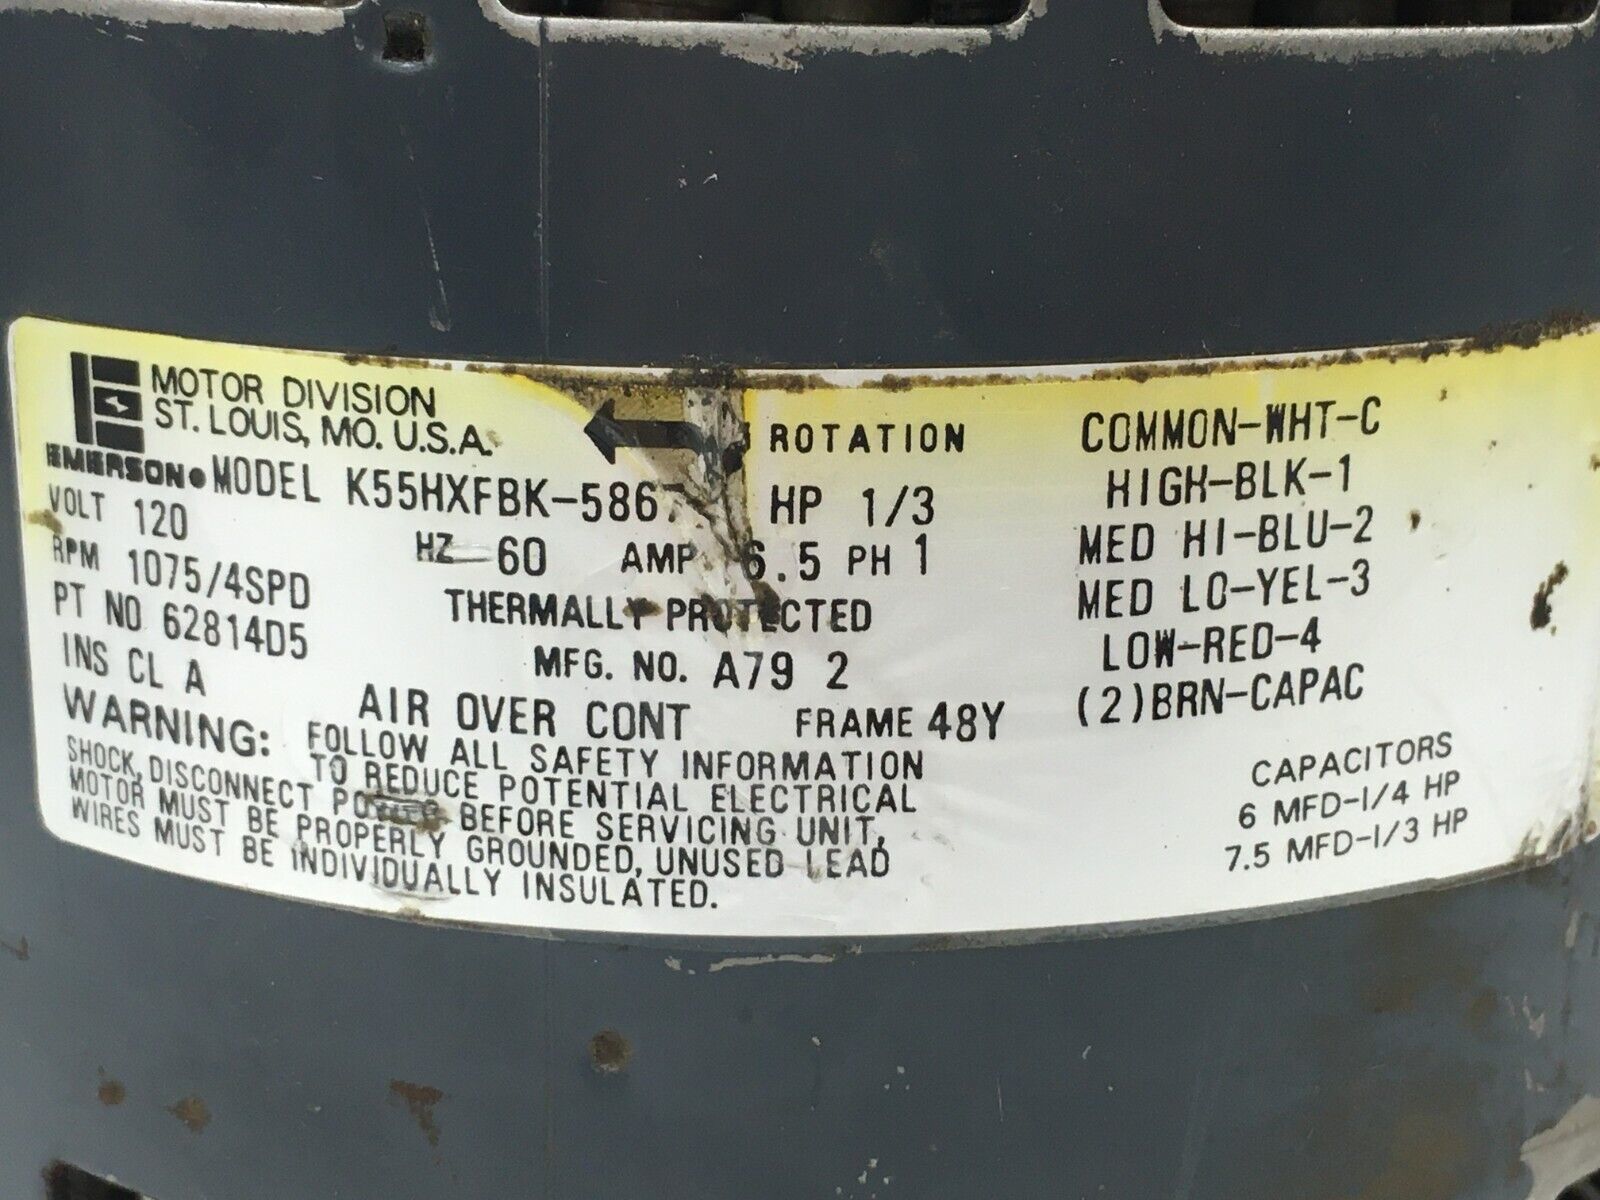 MOTOR DIVISION
ST. LOUIS, MO. U.S.A.
ROTATION
EMERSON MODEL K55HXFBK-5867 HP 1/3
VOLT 120 HZ 60 AMP 6.5 PH 1
RPM 1075/4SPD THERMALLY PROTECTED
PT NO 62814D5 MFG. NO. A79 2
INS CL A AIR OVER CONT FRAME 48Y
WARNING: FOLLOW ALL SAFETY INFORMATION
TO REDUCE POTENTIAL ELECTRICAL
SHOCK, DISCONNECT POWER BEFORE SERVICING UNIT,
MOTOR MUST BE PROPERLY GROUNDED, UNUSED LEAD
WIRES MUST BE INDIVIDUALLY INSULATED.
COMMON-WHT-C
HIGH-BLK-1
MED HI-BLU-2
MED LO-YEL-3
LOW-RED-4
(2)BRN-CAPAC
CAPACITORS
6 MFD-1/4 HP
7.5 MFD-1/3 HP